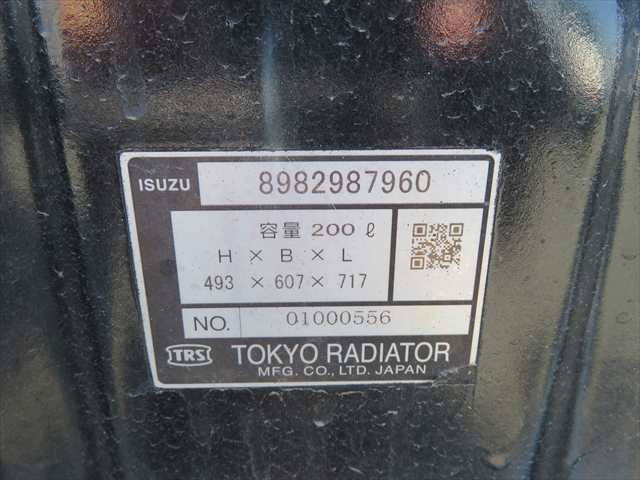 ISUZU 8982987960
容量 200 ℓ
H × B × L
493 × 607 × 717
NO. 01000556
TRS TOKYO RADIATOR
MFG. CO., LTD. JAPAN